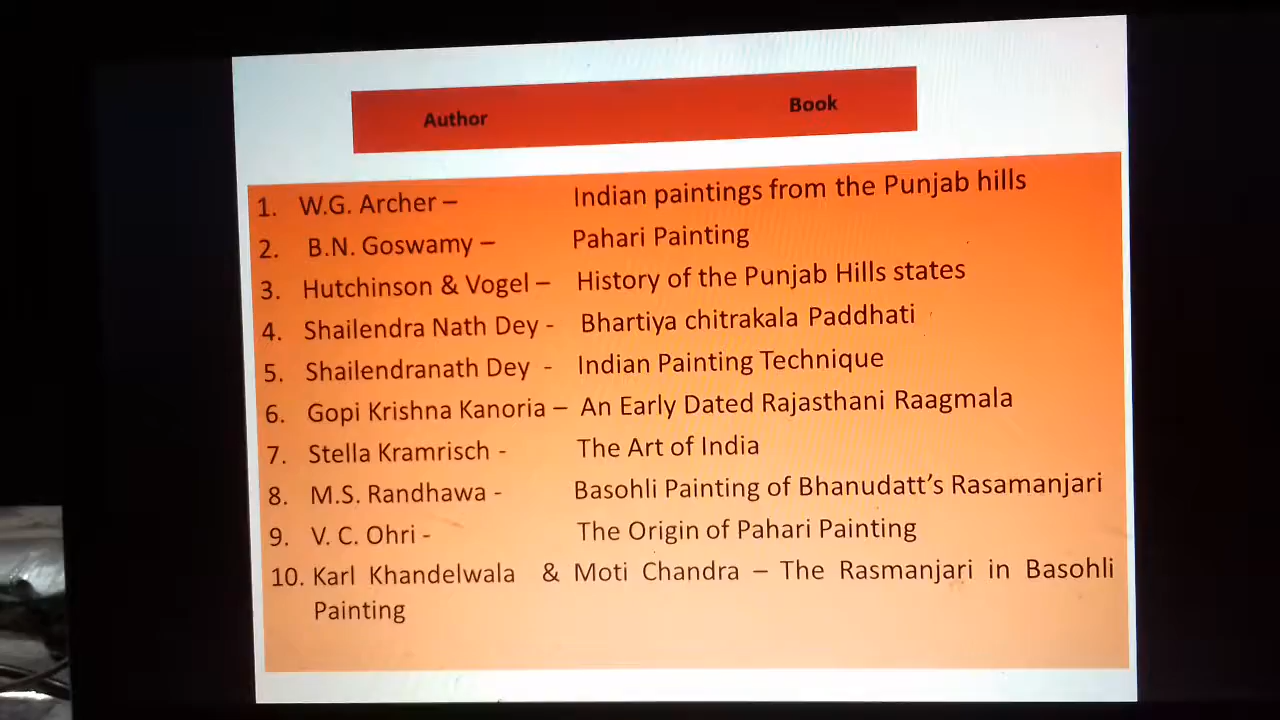 Author Book
1. W.G. Archer – Indian paintings from the Punjab hills
2. B.N. Goswamy – Pahari Painting
3. Hutchinson & Vogel – History of the Punjab Hills states
4. Shailendra Nath Dey - Bhartiya chitrakala Paddhati
5. Shailendranath Dey - Indian Painting Technique
6. Gopi Krishna Kanoria – An Early Dated Rajasthani Raagmala
7. Stella Kramrisch - The Art of India
8. M.S. Randhawa - Basohli Painting of Bhanudatt’s Rasamanjari
9. V. C. Ohri - The Origin of Pahari Painting
10. Karl Khandelwala & Moti Chandra – The Rasmanjari in Basohli
Painting